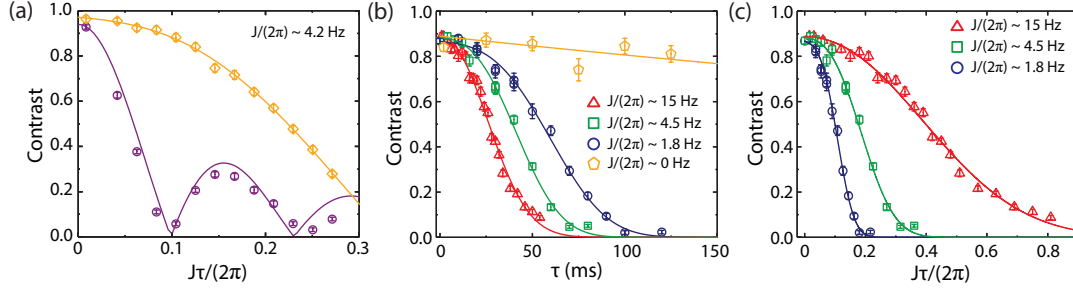 (a)
J/(2π) ~ 4.2 Hz
1.0
0.8
0.6
0.4
0.2
0.0
Contrast
0.0 0.1 0.2 0.3
Jτ/(2π)
(b)
J/(2π) ~ 15 Hz
J/(2π) ~ 4.5 Hz
J/(2π) ~ 1.8 Hz
J/(2π) ~ 0 Hz
1.0
0.8
0.6
0.4
0.2
0.0
Contrast
0 50 100 150
τ (ms)
(c)
J/(2π) ~ 15 Hz
J/(2π) ~ 4.5 Hz
J/(2π) ~ 1.8 Hz
1.0
0.8
0.6
0.4
0.2
0.0
Contrast
0.0 0.2 0.4 0.6 0.8
Jτ/(2π)